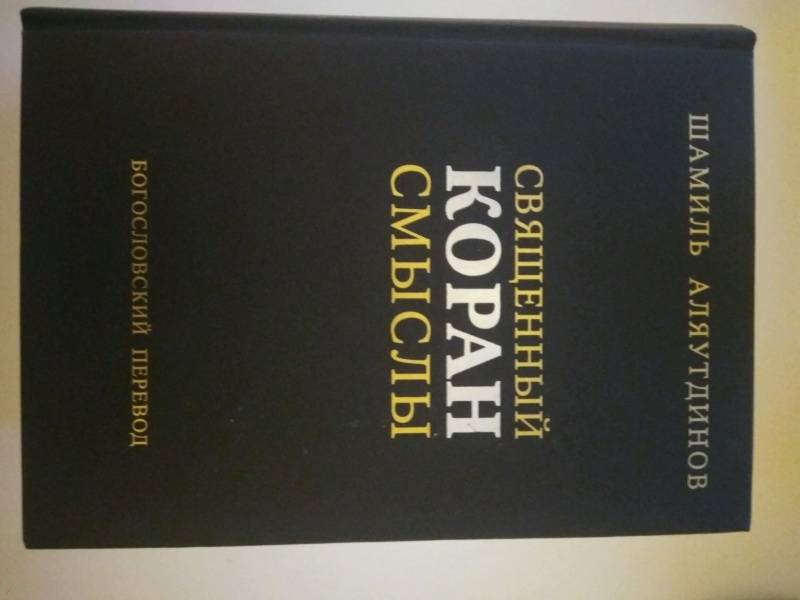 ШАМИЛЬ АЛЯУТДИНОВ
СВЯЩЕННЫЙ
КОРАН
СМЫСЛЫ
БОГОСЛОВСКИЙ ПЕРЕВОД